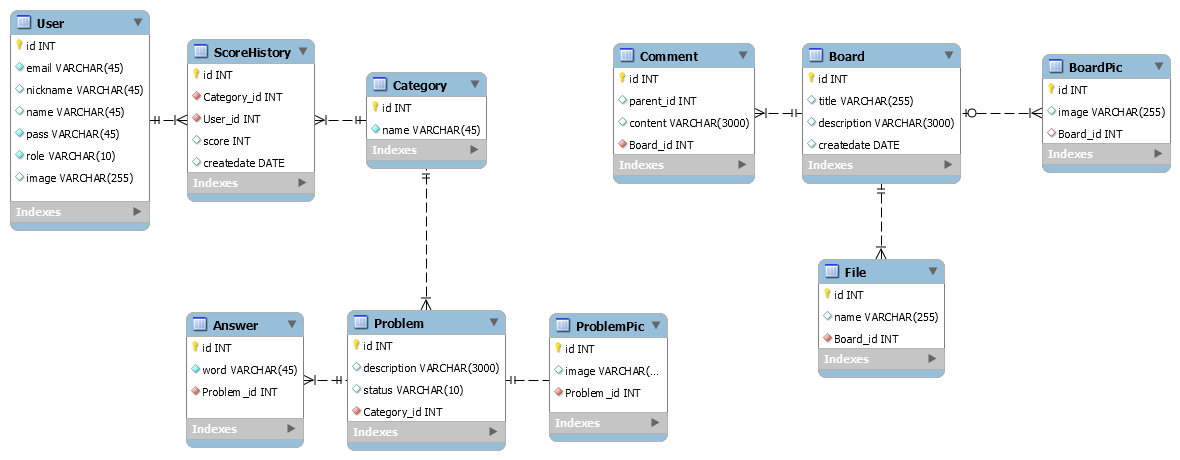 User
id INT
email VARCHAR(45)
nickname VARCHAR(45)
name VARCHAR(45)
pass VARCHAR(45)
role VARCHAR(10)
image VARCHAR(255)
Indexes
ScoreHistory
id INT
Category_id INT
User_id INT
score INT
createdate DATE
Indexes
Category
id INT
name VARCHAR(45)
Indexes
Comment
id INT
parent_id INT
content VARCHAR(3000)
Board_id INT
Indexes
Board
id INT
title VARCHAR(255)
description VARCHAR(3000)
createdate DATE
Indexes
BoardPic
id INT
image VARCHAR(255)
Board_id INT
Indexes
File
id INT
name VARCHAR(255)
Board_id INT
Indexes
Answer
id INT
word VARCHAR(45)
Problem_id INT
Indexes
Problem
id INT
description VARCHAR(3000)
status VARCHAR(10)
Category_id INT
Indexes
ProblemPic
id INT
image VARCHAR(...
Problem_id INT
Indexes